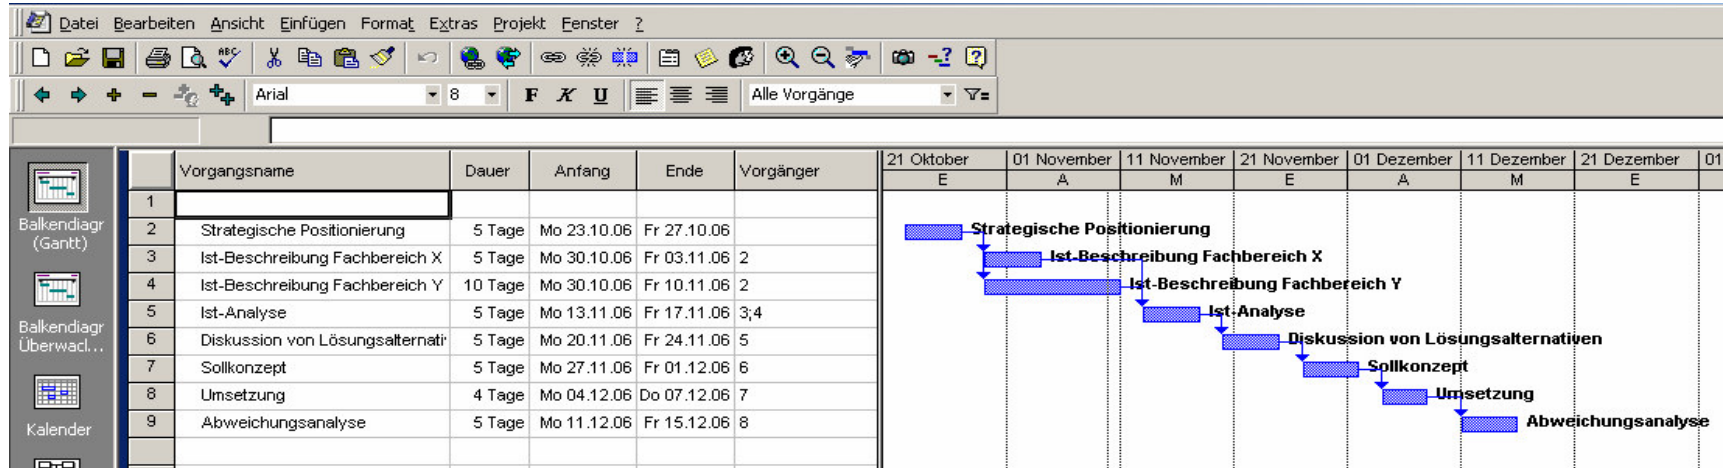 Datei Bearbeiten Ansicht Einfügen Format Extras Projekt Fenster ?
ABC
Arial 8 F K U Alle Vorgänge
Vorgangsname Dauer Anfang Ende Vorgänger 21 Oktober 01 November 11 November 21 November 01 Dezember 11 Dezember 21 Dezember 01
E A M E A M E
1
2 Strategische Positionierung 5 Tage Mo 23.10.06 Fr 27.10.06 Strategische Positionierung
3 Ist-Beschreibung Fachbereich X 5 Tage Mo 30.10.06 Fr 03.11.06 2 Ist-Beschreibung Fachbereich X
4 Ist-Beschreibung Fachbereich Y 10 Tage Mo 30.10.06 Fr 10.11.06 2 Ist-Beschreibung Fachbereich Y
5 Ist-Analyse 5 Tage Mo 13.11.06 Fr 17.11.06 3;4 Ist-Analyse
6 Diskussion von Lösungsalternati 5 Tage Mo 20.11.06 Fr 24.11.06 5 Diskussion von Lösungsalternativen
7 Sollkonzept 5 Tage Mo 27.11.06 Fr 01.12.06 6 Sollkonzept
8 Umsetzung 4 Tage Mo 04.12.06 Do 07.12.06 7 Umsetzung
9 Abweichungsanalyse 5 Tage Mo 11.12.06 Fr 15.12.06 8 Abweichungsanalyse
Balkendiagr
(Gantt)
Balkendiagr
Überwacl...
Kalender